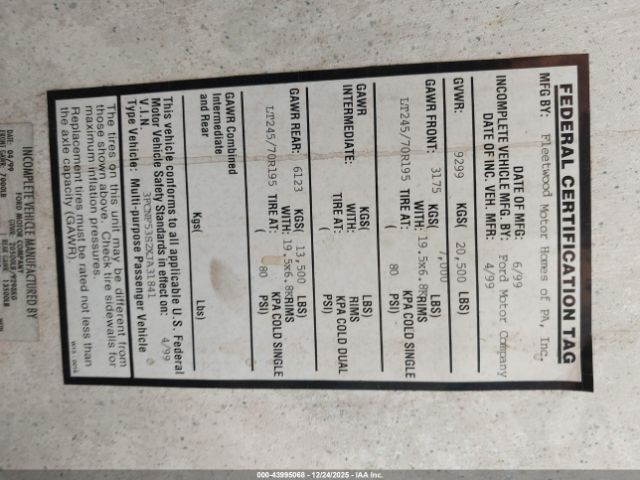 FEDERAL CERTIFICATION TAG
MFG BY: Fleetwood Motor Homes of PA, Inc.
DATE OF MFG: 6/99
INCOMPLETE VEHICLE MFG. BY: Ford Motor Company
DATE OF INC. VEH. MFR: 4/99
GVWR: 9299 KGS( 20,500 LBS)
GAWR FRONT: 3175 KGS( 7,000 LBS)
WITH: 19.5x6.8KRIMS
LT245/70R195 TIRE AT: ( 80 KPA COLD SINGLE PSI)
GAWR INTERMEDIATE: KGS( LBS)
WITH: RIMS
TIRE AT: ( KPA COLD DUAL PSI)
GAWR REAR: 6123 KGS( 13,500 LBS)
WITH: 19.5x6.8KRIMS
LT245/70R195 TIRE AT: ( 80 KPA COLD SINGLE PSI)
GAWR Combined
Intermediate
and Rear Kgs( Lbs)
This vehicle conforms to all applicable U.S. Federal
Motor Vehicle Safety Standards in effect on: 4/99
V.I.N. 3FCNF53S2XJA31841
Type Vehicle: Multi-purpose Passenger Vehicle
The tires on this unit may be different from
those shown above. Check tire sidewalls for
maximum inflation pressures.
Replacement tires must be rated not less than
the axle capacity (GAWR).
INCOMPLETE VEHICLE MANUFACTURED BY
FORD MOTOR COMPANY
DATE: 04/99
000-43995068 - 12/24/2025 - IAA Inc.